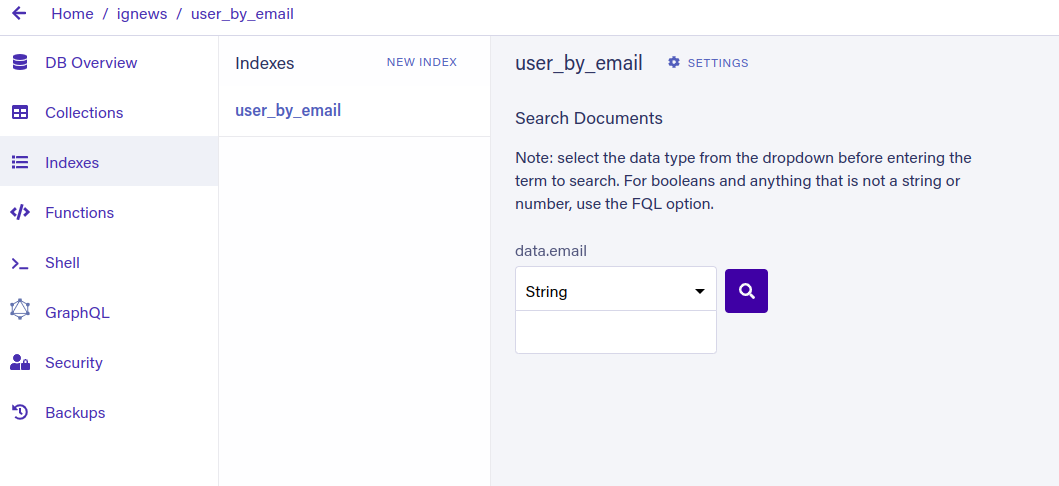 Home / ignews / user_by_email
DB Overview
Collections
Indexes
Functions
Shell
GraphQL
Security
Backups
Indexes
NEW INDEX
user_by_email
user_by_email
SETTINGS
Search Documents
Note: select the data type from the dropdown before entering the
term to search. For booleans and anything that is not a string or
number, use the FQL option.
data.email
String